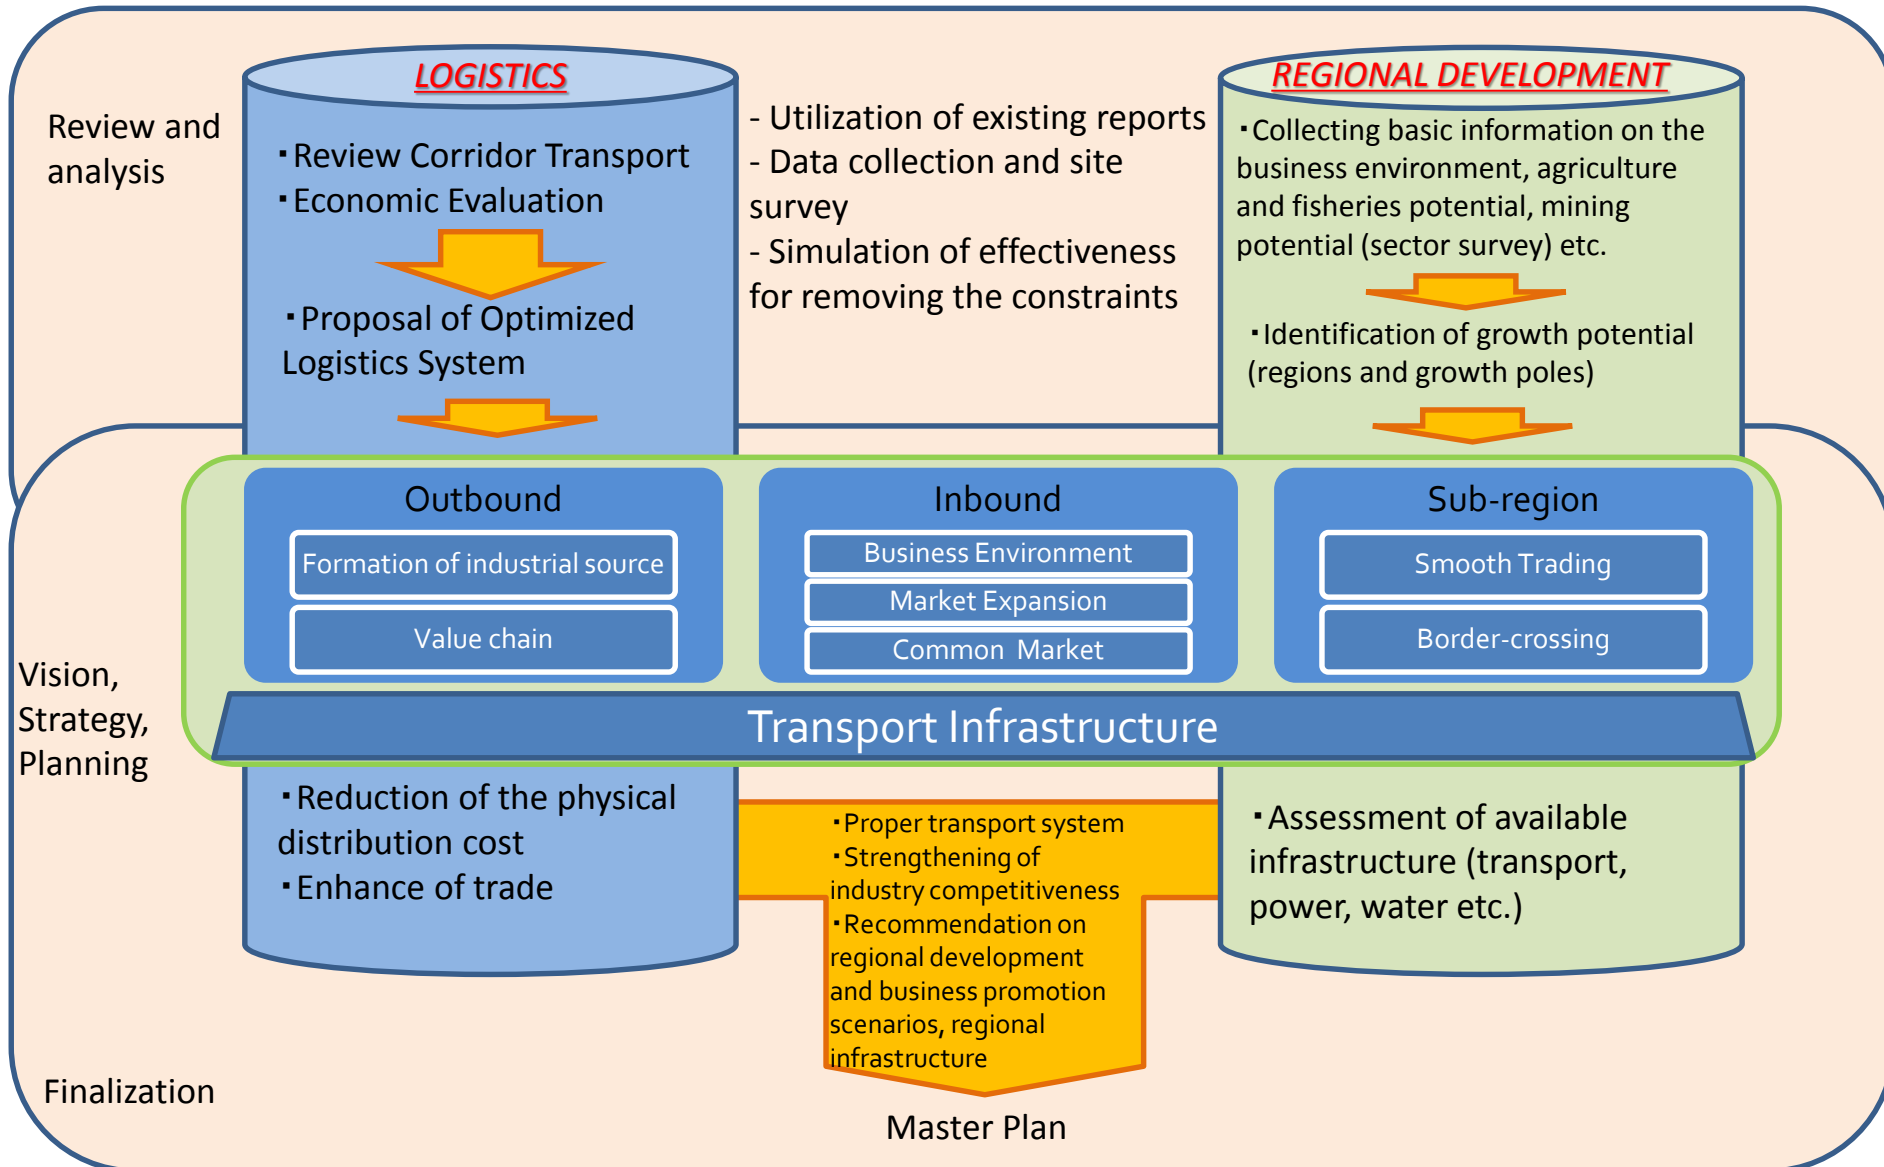 LOGISTICS
REGIONAL DEVELOPMENT
Review and
analysis
・Review Corridor Transport
・Economic Evaluation
・Proposal of Optimized
Logistics System
- Utilization of existing reports
- Data collection and site
survey
- Simulation of effectiveness
for removing the constraints
・Collecting basic information on the
business environment, agriculture
and fisheries potential, mining
potential (sector survey) etc.
・Identification of growth potential
(regions and growth poles)
Outbound
Formation of industrial source
Value chain
Inbound
Business Environment
Market Expansion
Common Market
Sub-region
Smooth Trading
Border-crossing
Vision,
Strategy,
Planning
Transport Infrastructure
・Reduction of the physical
distribution cost
・Enhance of trade
・Proper transport system
・Strengthening of
industry competitiveness
・Recommendation on
regional development
and business promotion
scenarios, regional
infrastructure
・Assessment of available
infrastructure (transport,
power, water etc.)
Finalization
Master Plan